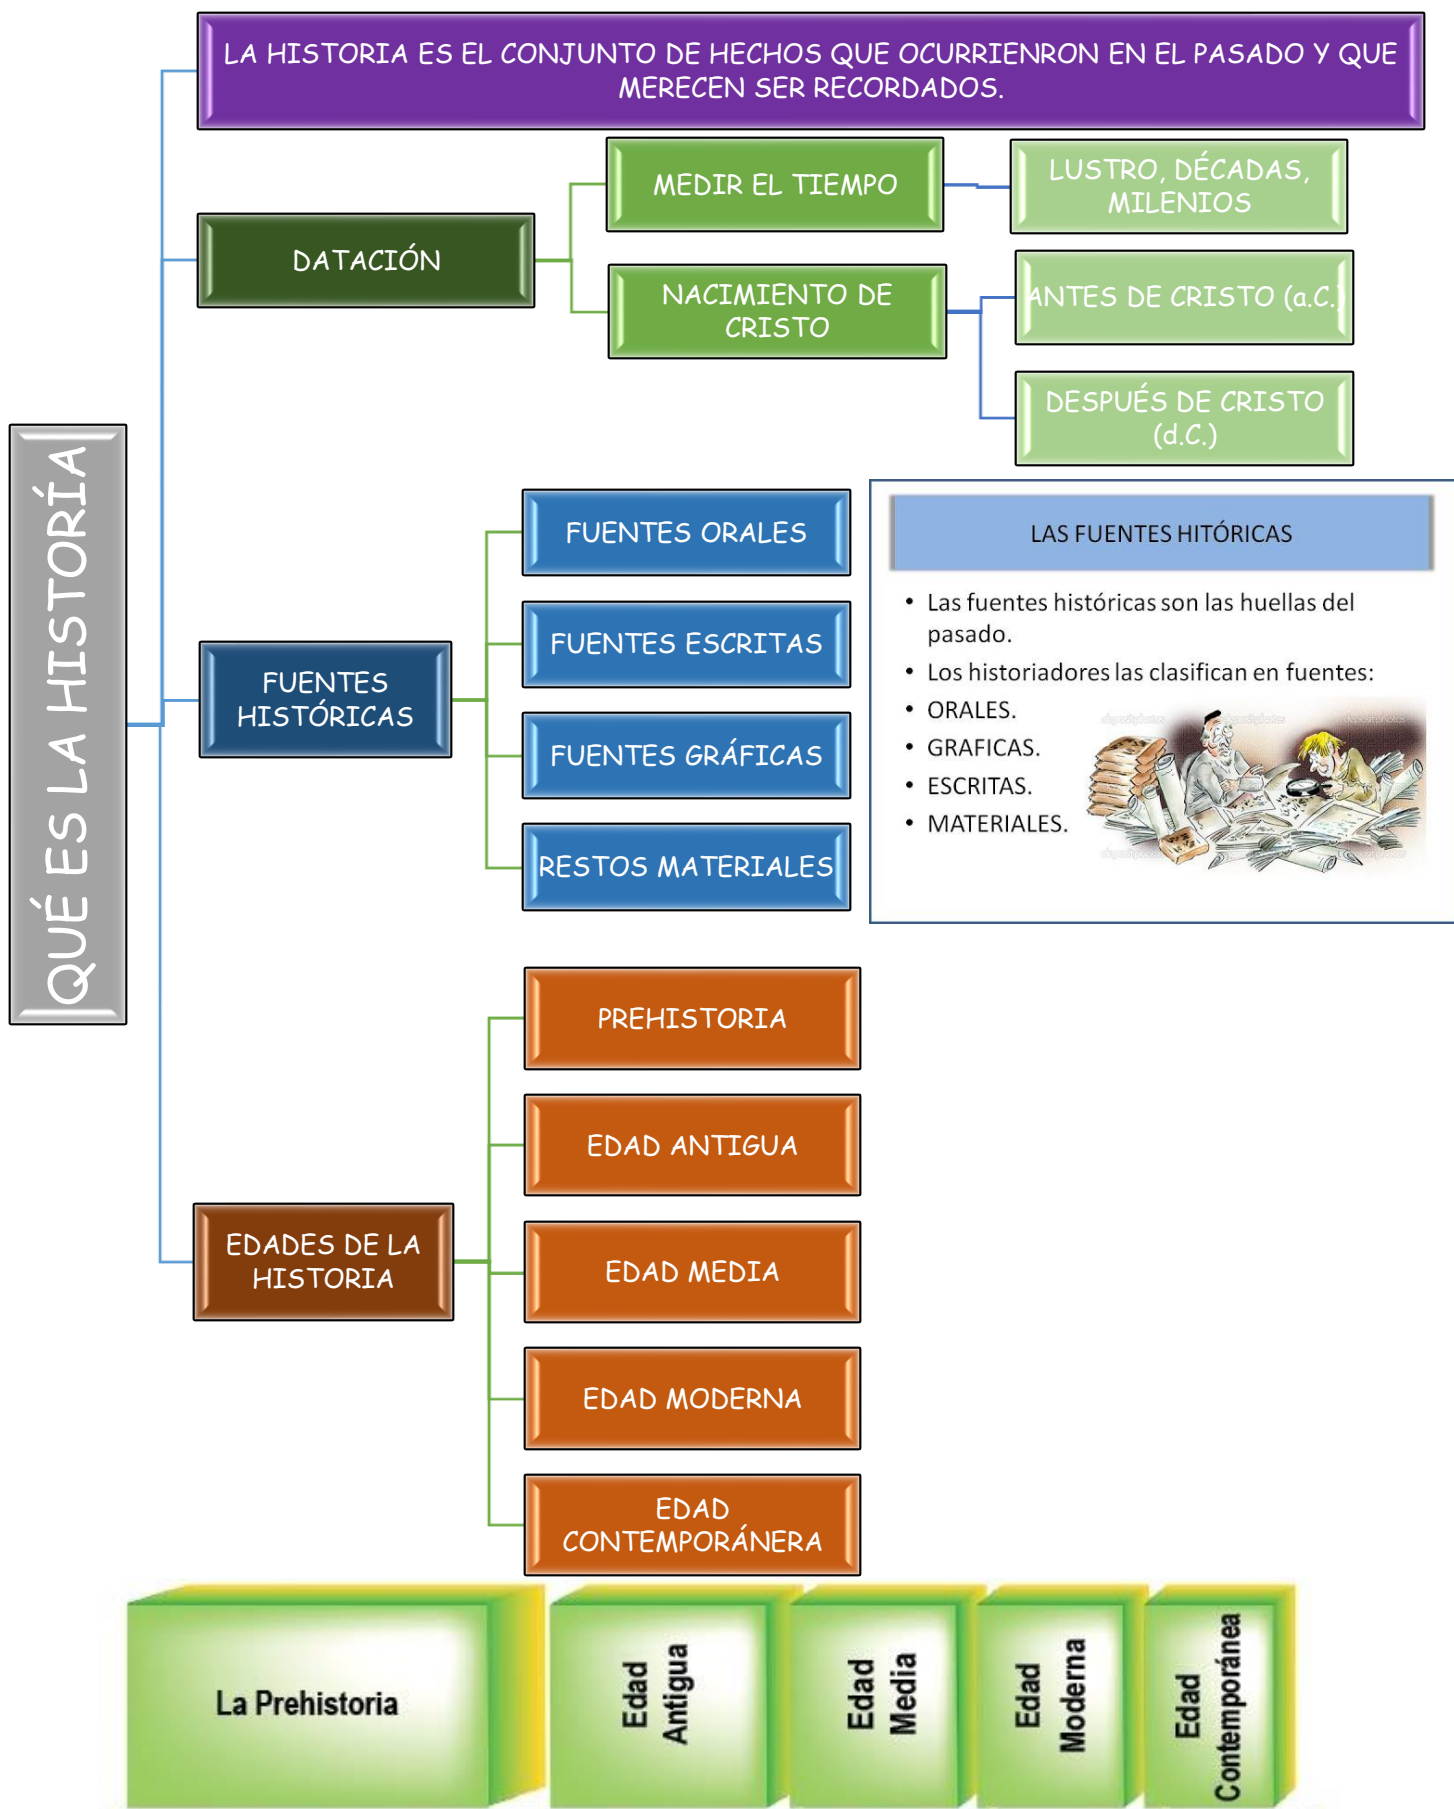 QUÉ ES LA HISTORÍA
LA HISTORIA ES EL CONJUNTO DE HECHOS QUE OCURRIENRON EN EL PASADO Y QUE
MERECEN SER RECORDADOS.
DATACIÓN
MEDIR EL TIEMPO
LUSTRO, DÉCADAS,
MILENIOS
NACIMIENTO DE
CRISTO
ANTES DE CRISTO (a.C.)
DESPUÉS DE CRISTO
(d.C.)
FUENTES
HISTÓRICAS
FUENTES ORALES
FUENTES ESCRITAS
FUENTES GRÁFICAS
RESTOS MATERIALES
LAS FUENTES HITÓRICAS
• Las fuentes históricas son las huellas del
pasado.
• Los historiadores las clasifican en fuentes:
• ORALES.
• GRAFICAS.
• ESCRITAS.
• MATERIALES.
depositphotos
EDADES DE LA
HISTORIA
PREHISTORIA
EDAD ANTIGUA
EDAD MEDIA
EDAD MODERNA
EDAD
CONTEMPORÁNERA
La Prehistoria
Edad
Antigua
Edad
Media
Edad
Moderna
Edad
Contemporánea